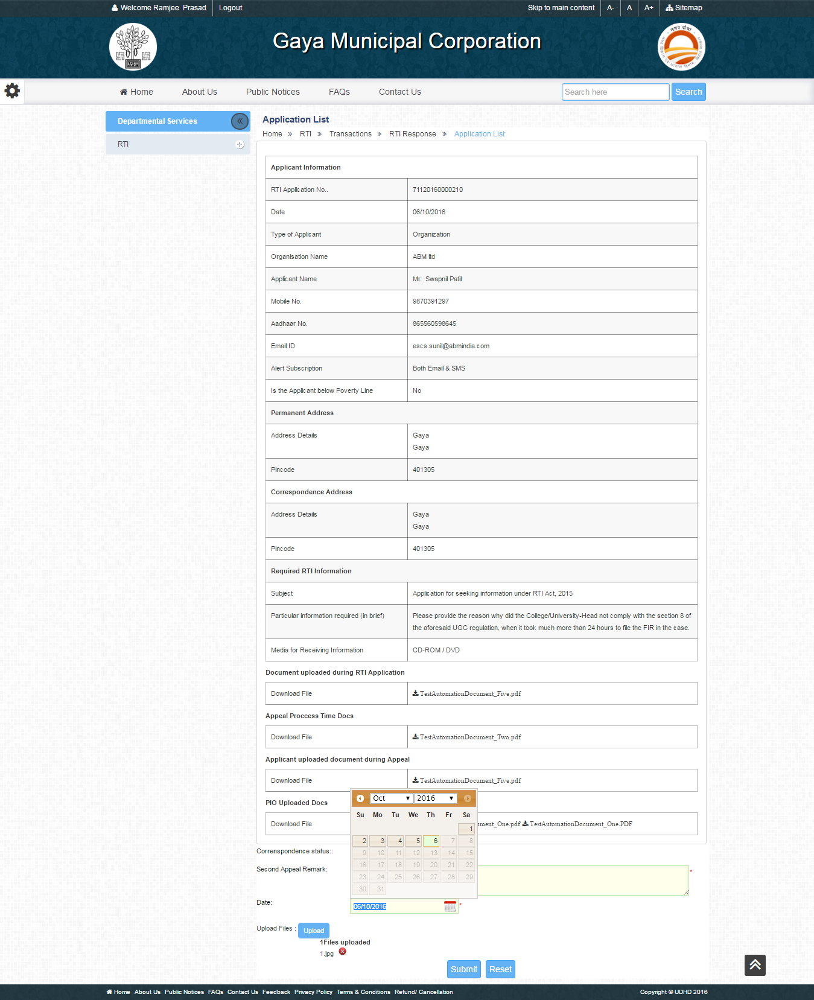 Welcome Ramjee Prasad Logout Skip to main content A- A A+ Sitemap
Gaya Municipal Corporation
Home About Us Public Notices FAQs Contact Us Search here Search
Departmental Services
RTI
Application List
Home » RTI » Transactions » RTI Response » Application List
Applicant Information
RTI Application No.. 71120160000210
Date 06/10/2016
Type of Applicant Organization
Organisation Name ABM ltd
Applicant Name Mr. Swapnil Patil
Mobile No. 9870391297
Aadhaar No. 865560598645
Email ID escs.sunil@abmindia.com
Alert Subscription Both Email & SMS
Is the Applicant below Poverty Line No
Permanent Address
Address Details Gaya
Gaya
Pincode 401305
Correspondence Address
Address Details Gaya
Gaya
Pincode 401305
Required RTI Information
Subject Application for seeking information under RTI Act, 2015
Particular information required (in brief) Please provide the reason why did the College/University-Head not comply with the section 8 of
the aforesaid UGC regulation, when it took much more than 24 hours to file the FIR in the case.
Media for Receiving Information CD-ROM / DVD
Document uploaded during RTI Application
Download File TestAutomationDocument_Five.pdf
Appeal Proccess Time Docs
Download File TestAutomationDocument_Two.pdf
Applicant uploaded document during Appeal
Download File TestAutomationDocument_Five.pdf
PIO Uploaded Docs
Download File ment_One.pdf TestAutomationDocument_One.PDF
Oct 2016
Su Mo Tu We Th Fr Sa
1
2 3 4 5 6 7 8
9 10 11 12 13 14 15
16 17 18 19 20 21 22
23 24 25 26 27 28 29
30 31
Correnspondence status::
Second Appeal Remark: *
Date: 06/10/2016 *
Upload Files : Upload
1Files uploaded
1.jpg
Submit Reset
Home About Us Public Notices FAQs Contact Us Feedback Privacy Policy Terms & Conditions Refund/ Cancellation Copyright © UDHD 2016